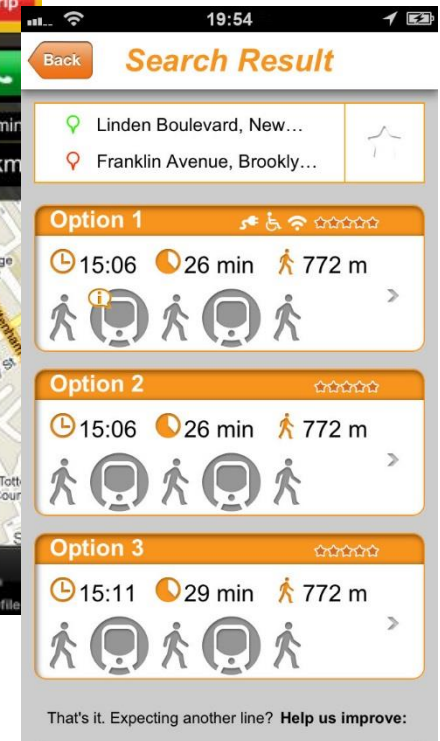 19:54
Back
Search Result
Linden Boulevard, New…
Franklin Avenue, Brookly…
Option 1
15:06 26 min 772 m
Option 2
15:06 26 min 772 m
Option 3
15:11 29 min 772 m
That's it. Expecting another line? Help us improve: